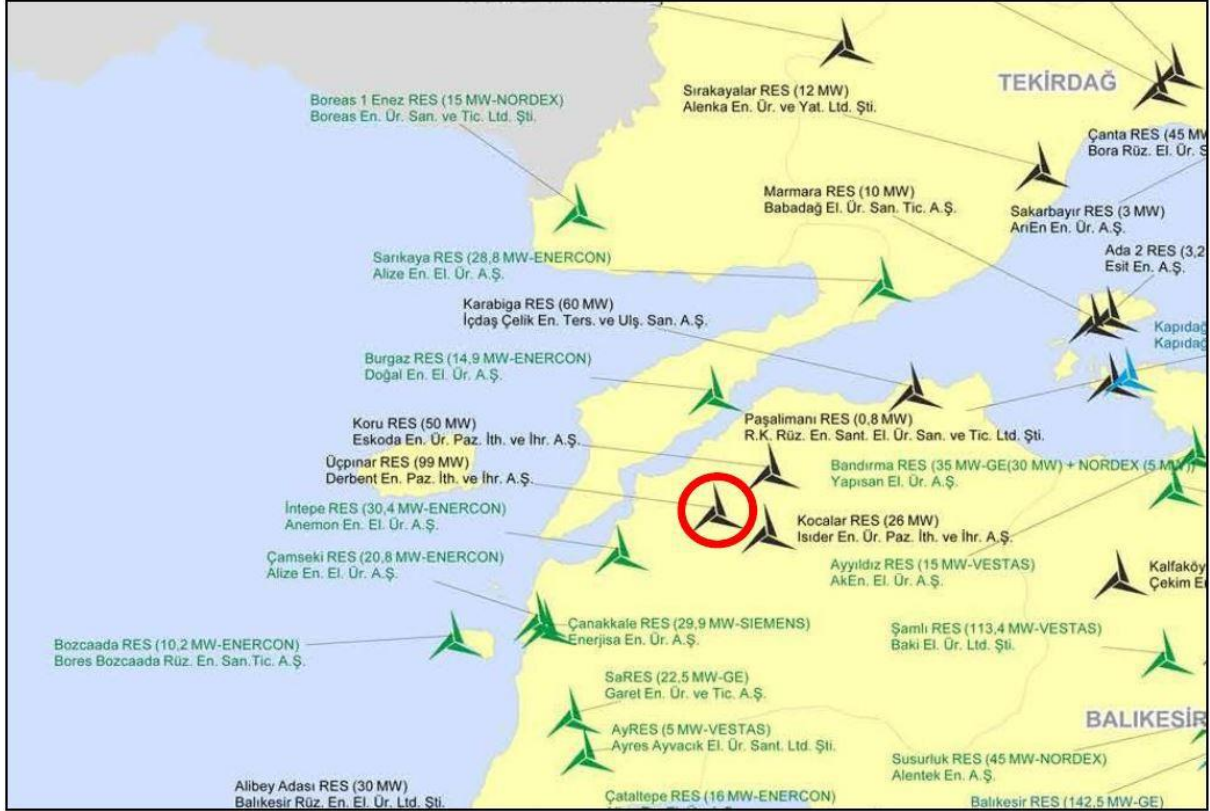 Sırakayalar RES (12 MW)
Alenka En. Ür. ve Yat. Ltd. Şti.
TEKİRDAĞ
Boreas 1 Enez RES (15 MW-NORDEX)
Boreas En. Ür. San. ve Tic. Ltd. Şti.
Çanta RES (45 MW
Bora Rüz. El. Ür. S
Marmara RES (10 MW)
Babadağ El. Ür. San. Tic. A.Ş.
Sakarbayır RES (3 MW)
AriEn En. Ür. A.Ş.
Sarıkaya RES (28,8 MW-ENERCON)
Alize En. El. Ür. A.Ş.
Ada 2 RES (3,2
Esit En. A.Ş.
Karabiga RES (60 MW)
İçdaş Çelik En. Ters. ve Ulş. San. A.Ş.
Kapıdağ
Kapıdağ
Burgaz RES (14,9 MW-ENERCON)
Doğal En. El. Ür. A.Ş.
Koru RES (50 MW)
Eskoda En. Ür. Paz. İth. ve İhr. A.Ş.
Paşalimanı RES (0,8 MW)
R.K. Rüz. En. Sant. El. Ür. San. ve Tic. Ltd. Şti.
Üçpınar RES (99 MW)
Derbent En. Paz. İth. ve İhr. A.Ş.
Bandırma RES (35 MW-GE(30 MW) + NORDEX (5 MW))
Yapısan El. Ür. A.Ş.
İntepe RES (30,4 MW-ENERCON)
Anemon En. El. Ür. A.Ş.
Kocalar RES (26 MW)
Isıder En. Ür. Paz. İth. ve İhr. A.Ş.
Çamseki RES (20,8 MW-ENERCON)
Alize En. El. Ür. A.Ş.
Ayyıldız RES (15 MW-VESTAS)
AkEn. El. Ür. A.Ş.
Kalfaköy
Çekim E
Çanakkale RES (29,9 MW-SIEMENS)
Enerjisa En. Ür. A.Ş.
Şamlı RES (113,4 MW-VESTAS)
Baki El. Ür. Ltd. Şti.
Bozcaada RES (10,2 MW-ENERCON)
Bores Bozcaada Rüz. En. San.Tic. A.Ş.
SaRES (22,5 MW-GE)
Garet En. Ür. ve Tic. A.Ş.
BALIKESİR
AyRES (5 MW-VESTAS)
Ayres Ayvacık El. Ür. Sant. Ltd. Şti.
Susurluk RES (45 MW-NORDEX)
Alentek En. A.Ş.
Alibey Adası RES (30 MW)
Balıkesir Rüz. En. El. Ür. Ltd. Şti.
Çataltepe RES (16 MW-ENERCON)
Balıkesir RES (142,5 MW-GE)